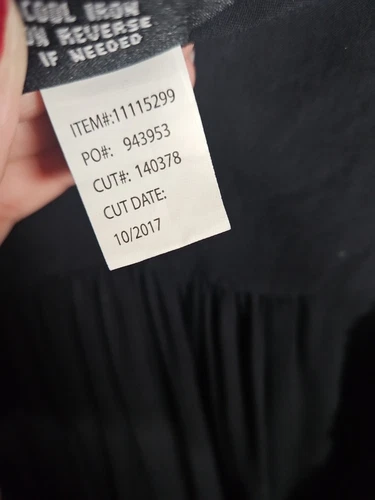 COOL IRON
ON REVERSE
IF NEEDED
ITEM#:11115299
PO#: 943953
CUT#: 140378
CUT DATE:
10/2017